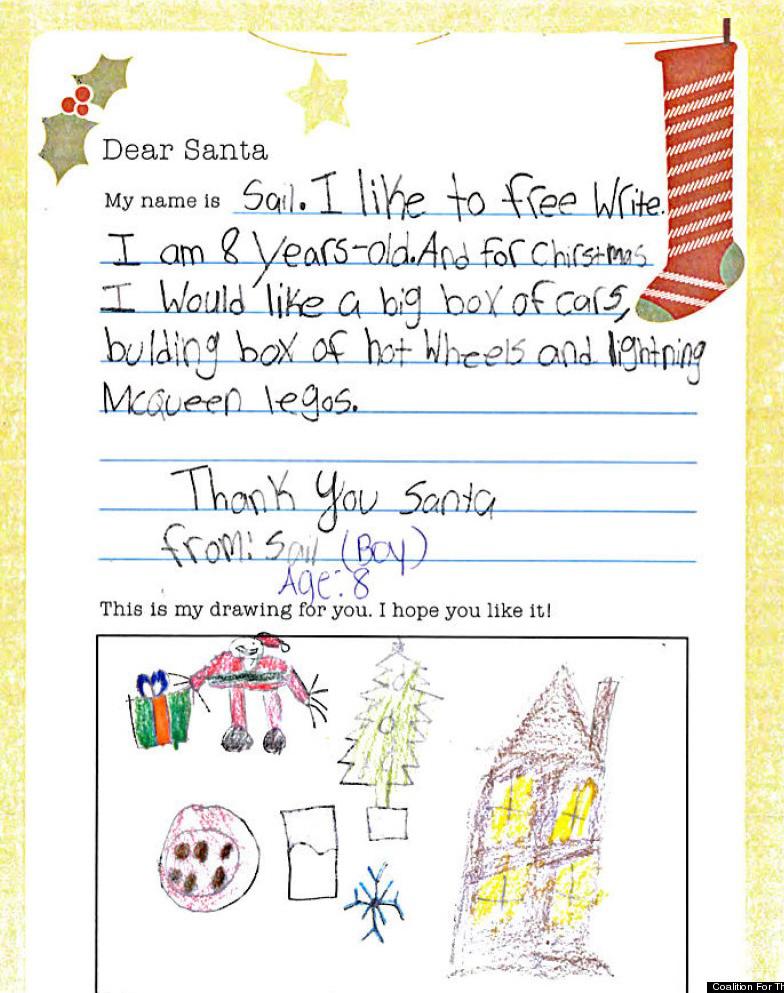 Dear Santa
My name is Sail. I like to free write.
I am 8 years-old. And for Chirstmas
I Would like a big box of cars,
bulding box of hot Wheels and lightning
Mcqueen legos.
Thank You Santa
from: Sail (Boy)
Age: 8
This is my drawing for you. I hope you like it!
Coalition For